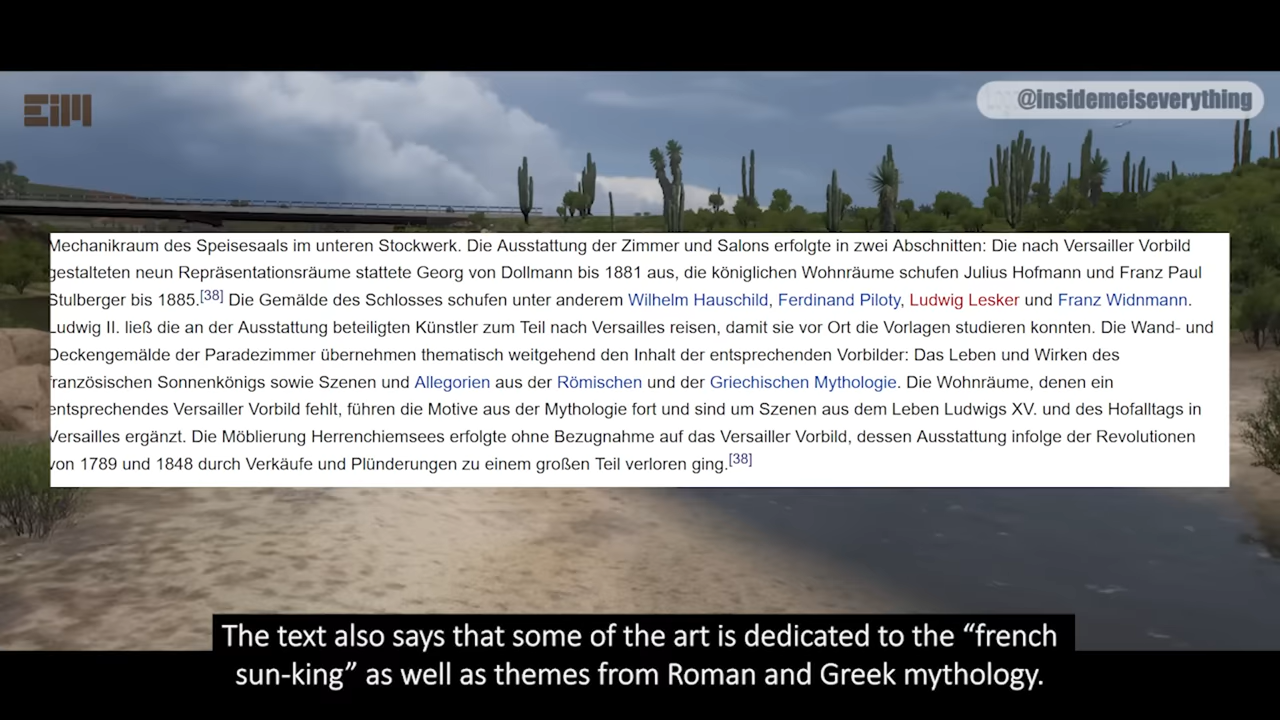 EiM
@insidemeiseverything
Mechanikraum des Speisesaals im unteren Stockwerk. Die Ausstattung der Zimmer und Salons erfolgte in zwei Abschnitten: Die nach Versailler Vorbild
gestalteten neun Repräsentationsräume stattete Georg von Dollmann bis 1881 aus, die königlichen Wohnräume schufen Julius Hofmann und Franz Paul
Stulberger bis 1885.[38] Die Gemälde des Schlosses schufen unter anderem Wilhelm Hauschild, Ferdinand Piloty, Ludwig Lesker und Franz Widnmann.
Ludwig II. ließ die an der Ausstattung beteiligten Künstler zum Teil nach Versailles reisen, damit sie vor Ort die Vorlagen studieren konnten. Die Wand- und
Deckengemälde der Paradezimmer übernehmen thematisch weitgehend den Inhalt der entsprechenden Vorbilder: Das Leben und Wirken des
französischen Sonnenkönigs sowie Szenen und Allegorien aus der Römischen und der Griechischen Mythologie. Die Wohnräume, denen ein
entsprechendes Versailler Vorbild fehlt, führen die Motive aus der Mythologie fort und sind um Szenen aus dem Leben Ludwigs XV. und des Hofalltags in
Versailles ergänzt. Die Möblierung Herrenchiemsees erfolgte ohne Bezugnahme auf das Versailler Vorbild, dessen Ausstattung infolge der Revolutionen
von 1789 und 1848 durch Verkäufe und Plünderungen zu einem großen Teil verloren ging.[38]
The text also says that some of the art is dedicated to the “french
sun-king” as well as themes from Roman and Greek mythology.